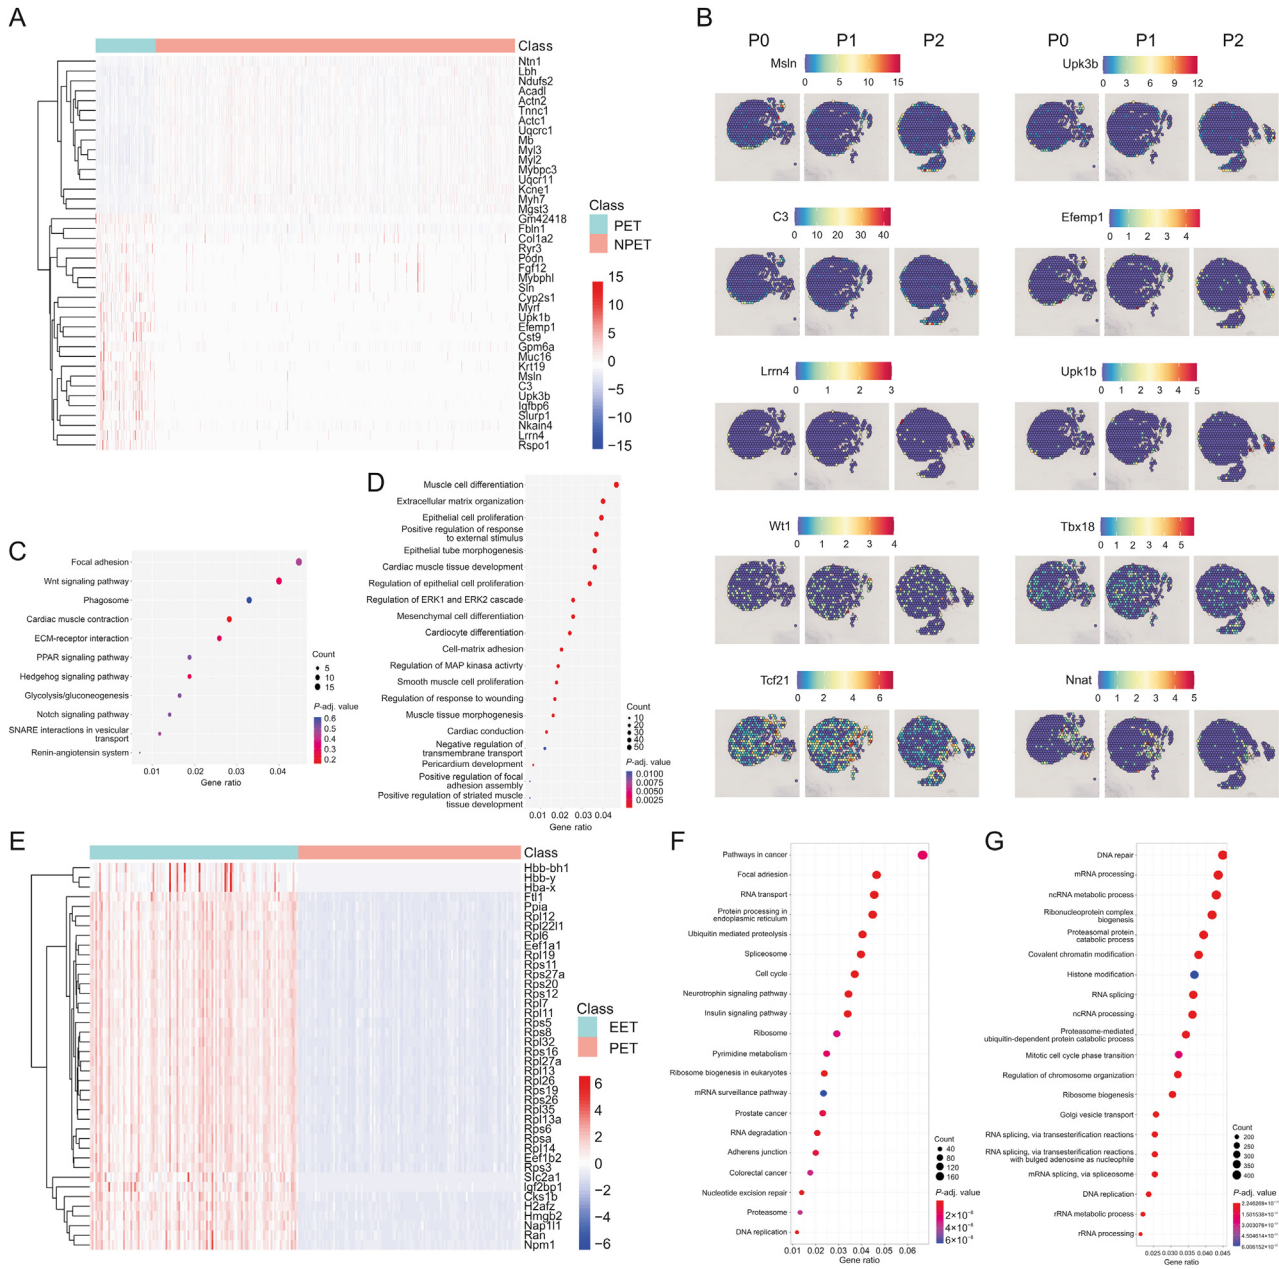 A
Class
Ntn1
Lbh
Ndufs2
Acadl
Actn2
Tnnc1
Actc1
Uqcrc1
Mb
Myl3
Myl2
Mybpc3
Uqcr11
Kcne1
Myh7
Mgst3
Gm42418
Fbln1
Col1a2
Ryr3
Podn
Fgf12
Mybphl
Sln
Cyp2s1
Myrf
Upk1b
Efemp1
Cst9
Gpm6a
Muc16
Krt19
Msln
C3
Upk3b
Igfbp6
Slurp1
Nkain4
Lrrn4
Rspo1
Class
PET
NPET
15
10
5
0
−5
−10
−15
B
P0 P1 P2 P0 P1 P2
Msln
0 5 10 15
Upk3b
0 3 6 9 12
C3
0 10 20 30 40
Efemp1
0 1 2 3 4
Lrrn4
0 1 2 3
Upk1b
0 1 2 3 4 5
Wt1
0 1 2 3 4
Tbx18
0 1 2 3 4 5
Tcf21
0 2 4 6
Nnat
0 1 2 3 4 5
C
Focal adhesion
Wnt signaling pathway
Phagosome
Cardiac muscle contraction
ECM-receptor interaction
PPAR signaling pathway
Hedgehog signaling pathway
Glycolysis/gluconeogenesis
Notch signaling pathway
SNARE interactions in vesicular
transport
Renin-angiotensin system
0.01 0.02 0.03 0.04
Gene ratio
Count
5
10
15
P-adj. value
0.6
0.5
0.4
0.3
0.2
D
Muscle cell differentiation
Extracellular matrix organization
Epithelial cell proliferation
Positive regulation of response
to external stimulus
Epithelial tube morphogenesis
Cardiac muscle tissue development
Regulation of epithelial cell proliferation
Regulation of ERK1 and ERK2 cascade
Mesenchymal cell differentiation
Cardiocyte differentiation
Cell-matrix adhesion
Regulation of MAP kinasa activrty
Smooth muscle cell proliferation
Regulation of response to wounding
Muscle tissue morphogenesis
Cardiac conduction
Negative regulation of
transmembrane transport
Pericardium development
Positive regulation of focal
adhesion assembly
Positive regulation of striated muscle
tissue development
0.01 0.02 0.03 0.04
Gene ratio
Count
10
20
30
40
50
P-adj. value
0.0100
0.0075
0.0050
0.0025
E
Class
Hbb-bh1
Hbb-y
Hba-x
Ftl1
Ppia
Rpl12
Rpl22l1
Rpl6
Eef1a1
Rpl19
Rps11
Rps27a
Rps20
Rps12
Rpl7
Rpl11
Rps5
Rps8
Rpl32
Rps16
Rpl27a
Rpl13
Rpl26
Rps19
Rps26
Rpl35
Rpl13a
Rps6
Rpsa
Rpl14
Eef1b2
Rps3
Slc2a1
Igf2bp1
Cks1b
H2afz
Hmgb2
Nap1l1
Ran
Npm1
Class
EET
PET
6
4
2
0
−2
−4
−6
F
Pathways in cancer
Focal adriesion
RNA transport
Protein processing in
endoplasmic reticulum
Ubiquitin mediated proteolysis
Spliceosome
Cell cycle
Neurotrophin signaling pathway
Insulin signaling pathway
Ribosome
Pyrimidine metabolism
Ribosome biogenesis in eukaryotes
mRNA surveillance pathway
Prostate cancer
RNA degradation
Adherens junction
Colorectal cancer
Nucleotide excision repair
Proteasome
DNA replication
0.01 0.02 0.03 0.04 0.05 0.06
Gene ratio
Count
40
80
120
160
P-adj. value
2×10⁻⁸
4×10⁻⁸
6×10⁻⁸
G
DNA repair
mRNA processing
ncRNA metabolic process
Ribonucleoprotein complex
biogenesis
Proteasomal protein
catabolic process
Covalent chromatin modification
Histone modification
RNA splicing
ncRNA processing
Proteasome-mediated
ubiquitin-dependent protein catabolic process
Mitotic cell cycle phase transition
Regulation of chromosome organization
Ribosome biogenesis
Golgi vesicle transport
RNA splicing, via transesterification reactions
RNA splicing, via transesterification reactions
with bulged adenosine as nucleophile
mRNA splicing, via spliceosome
DNA replication
rRNA metabolic process
rRNA processing
0.025 0.030 0.035 0.040 0.045
Gene ratio
Count
200
250
300
350
400
P-adj. value